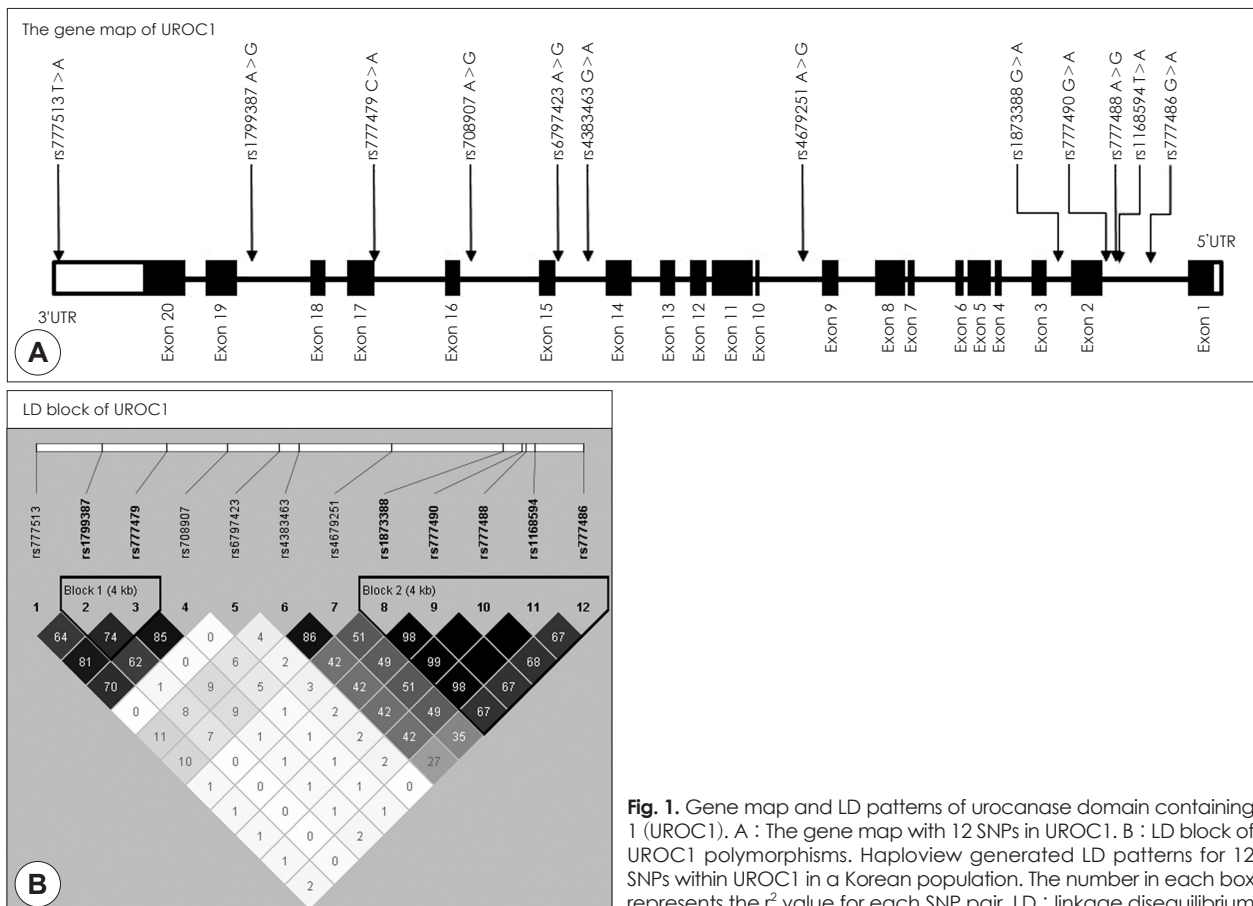 The gene map of UROC1
rs777513 T > A
rs1799387 A > G
rs777479 C > A
rs708907 A > G
rs6797423 A > G
rs4383463 G > A
rs4679251 A > G
rs1873388 G > A
rs777490 G > A
rs777488 A > G
rs1168594 T > A
rs777486 G > A
5'UTR
3'UTR
Exon 20
Exon 19
Exon 18
Exon 17
Exon 16
Exon 15
Exon 14
Exon 13
Exon 12
Exon 11
Exon 10
Exon 9
Exon 8
Exon 7
Exon 6
Exon 5
Exon 4
Exon 3
Exon 2
Exon 1
A
LD block of UROC1
rs777513
rs1799387
rs777479
rs708907
rs6797423
rs4383463
rs4679251
rs1873388
rs777490
rs777488
rs1168594
rs777486
Block 1 (4 kb) Block 2 (4 kb)
1 2 3 4 5 6 7 8 9 10 11 12
64 74 85 0 4 86 51 98 67
81 62 0 6 2 42 49 99 68
70 1 9 5 3 42 51 98 67
0 8 9 1 2 42 49 67
11 7 1 1 2 42 35
10 0 1 1 2 27
1 0 1 1 0
1 0 1 1
1 0 2
1 0
2
B
Fig. 1. Gene map and LD patterns of urocanase domain containing
1 (UROC1). A : The gene map with 12 SNPs in UROC1. B : LD block of
UROC1 polymorphisms. Haploview generated LD patterns for 12
SNPs within UROC1 in a Korean population. The number in each box
represents the r² value for each SNP pair. LD : linkage disequilibrium